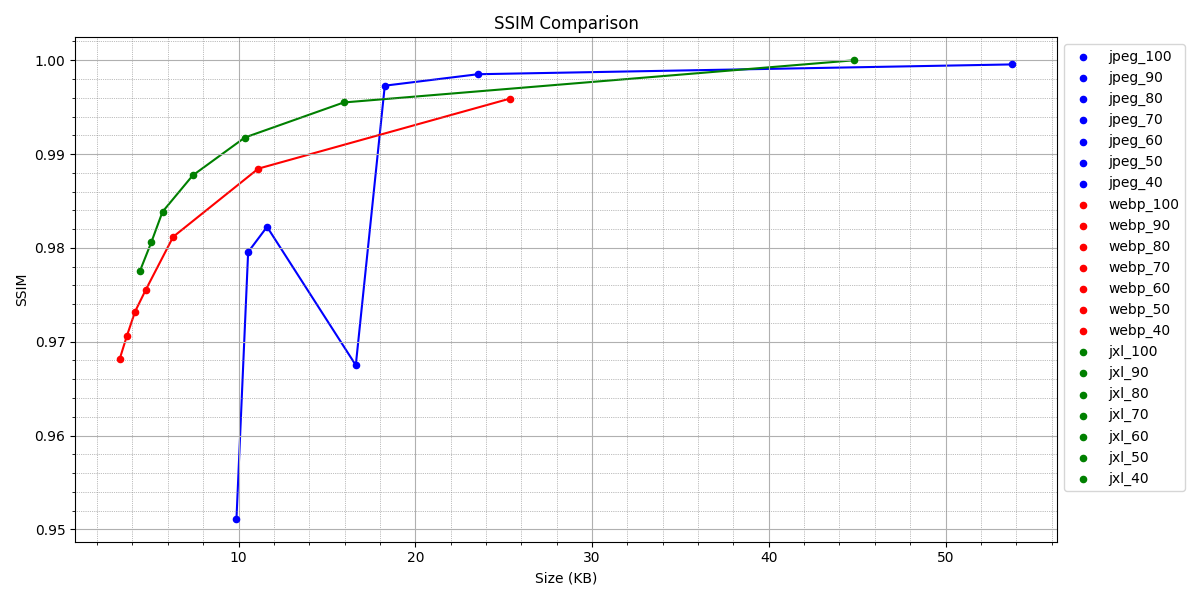 SSIM Comparison
1.00
0.99
0.98
0.97
0.96
0.95
SSIM
10
20
30
40
50
Size (KB)
jpeg_100
jpeg_90
jpeg_80
jpeg_70
jpeg_60
jpeg_50
jpeg_40
webp_100
webp_90
webp_80
webp_70
webp_60
webp_50
webp_40
jxl_100
jxl_90
jxl_80
jxl_70
jxl_60
jxl_50
jxl_40